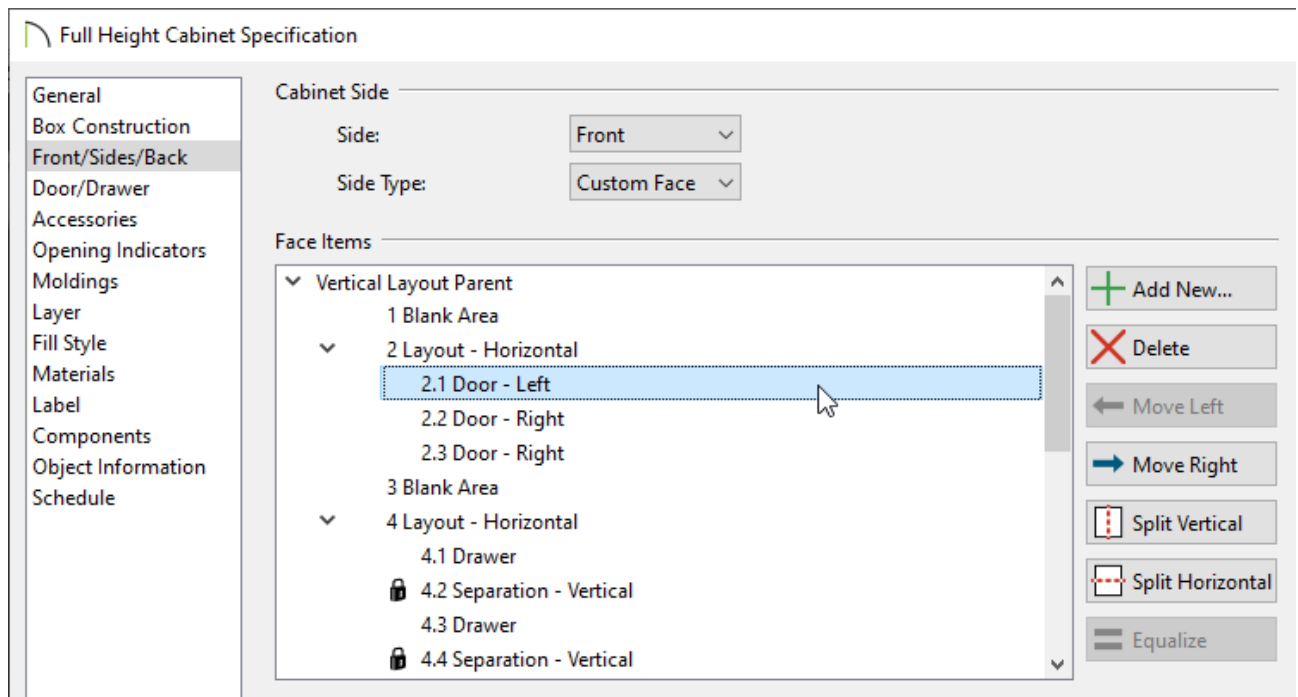 Full Height Cabinet Specification
General
Box Construction
Front/Sides/Back
Door/Drawer
Accessories
Opening Indicators
Moldings
Layer
Fill Style
Materials
Label
Components
Object Information
Schedule
Cabinet Side
Side: Front
Side Type: Custom Face
Face Items
Vertical Layout Parent
1 Blank Area
2 Layout - Horizontal
2.1 Door - Left
2.2 Door - Right
2.3 Door - Right
3 Blank Area
4 Layout - Horizontal
4.1 Drawer
4.2 Separation - Vertical
4.3 Drawer
4.4 Separation - Vertical
Add New...
Delete
Move Left
Move Right
Split Vertical
Split Horizontal
Equalize